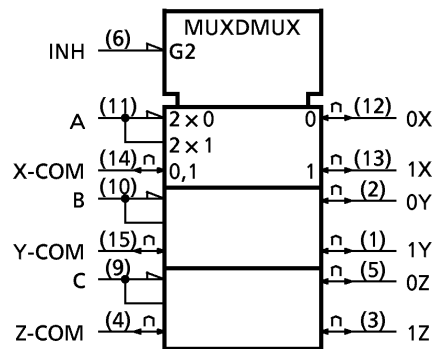 MUXDMUX
INH (6) G2
A (11) 2×0 0 (12) 0X
2×1
X-COM (14) 0,1 1 (13) 1X
B (10) (2) 0Y
Y-COM (15) (1) 1Y
C (9) (5) 0Z
Z-COM (4) (3) 1Z